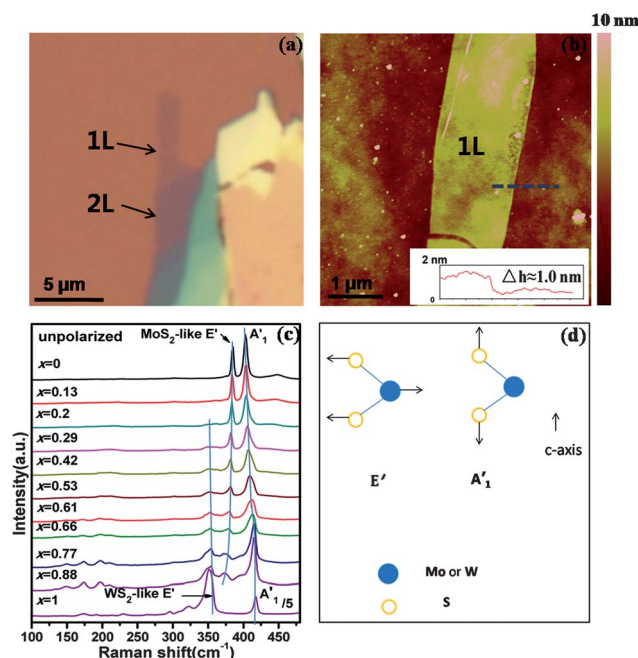 (a)
1L
2L
5 μm
(b)
10 nm
1L
1 μm
2 nm
0
△h≈1.0 nm
(c)
unpolarized
MoS2-like E'
A'1
x=0
x=0.13
x=0.2
x=0.29
x=0.42
x=0.53
x=0.61
x=0.66
x=0.77
x=0.88
x=1
WS2-like E'
A'1/5
Intensity(a.u.)
100 150 200 250 300 350 400 450
Raman shift(cm-1)
(d)
c-axis
E'
A'1
Mo or W
S